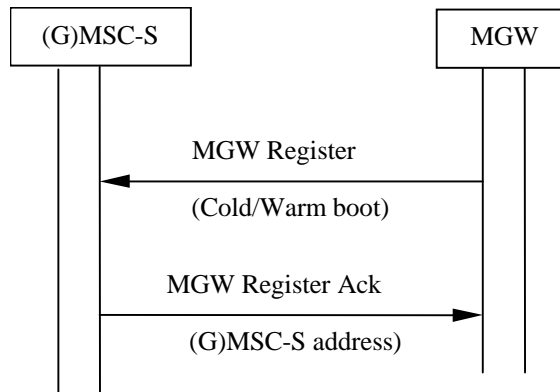 (G)MSC-S
MGW
MGW Register
(Cold/Warm boot)
MGW Register Ack
(G)MSC-S address)